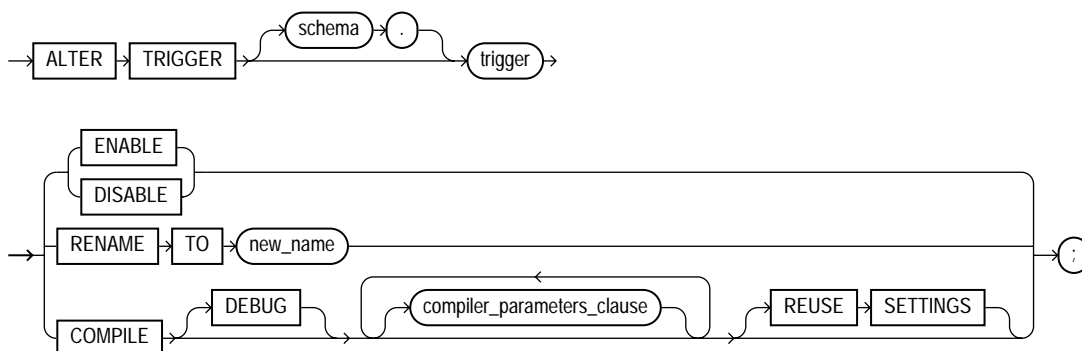 schema .
ALTER TRIGGER trigger
ENABLE
DISABLE
RENAME TO new_name ;
DEBUG compiler_parameters_clause REUSE SETTINGS
COMPILE